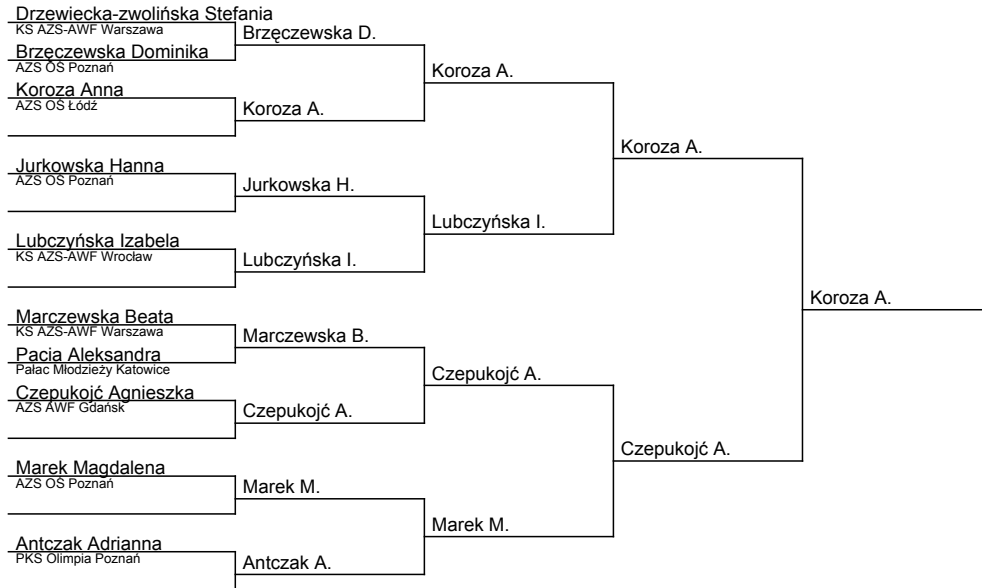 Drzewiecka-zwolińska Stefania
KS AZS-AWF Warszawa
Brzęczewska D.
Brzęczewska Dominika
AZS OŚ Poznań
Koroza A.
Koroza Anna
AZS OŚ Łódź
Koroza A.
Koroza A.
Jurkowska Hanna
AZS OŚ Poznań
Jurkowska H.
Lubczyńska I.
Lubczyńska Izabela
KS AZS-AWF Wrocław
Lubczyńska I.
Koroza A.
Marczewska Beata
KS AZS-AWF Warszawa
Marczewska B.
Pacia Aleksandra
Pałac Młodzieży Katowice
Czepukojć A.
Czepukojć Agnieszka
AZS AWF Gdańsk
Czepukojć A.
Czepukojć A.
Marek Magdalena
AZS OŚ Poznań
Marek M.
Marek M.
Antczak Adrianna
PKS Olimpia Poznań
Antczak A.